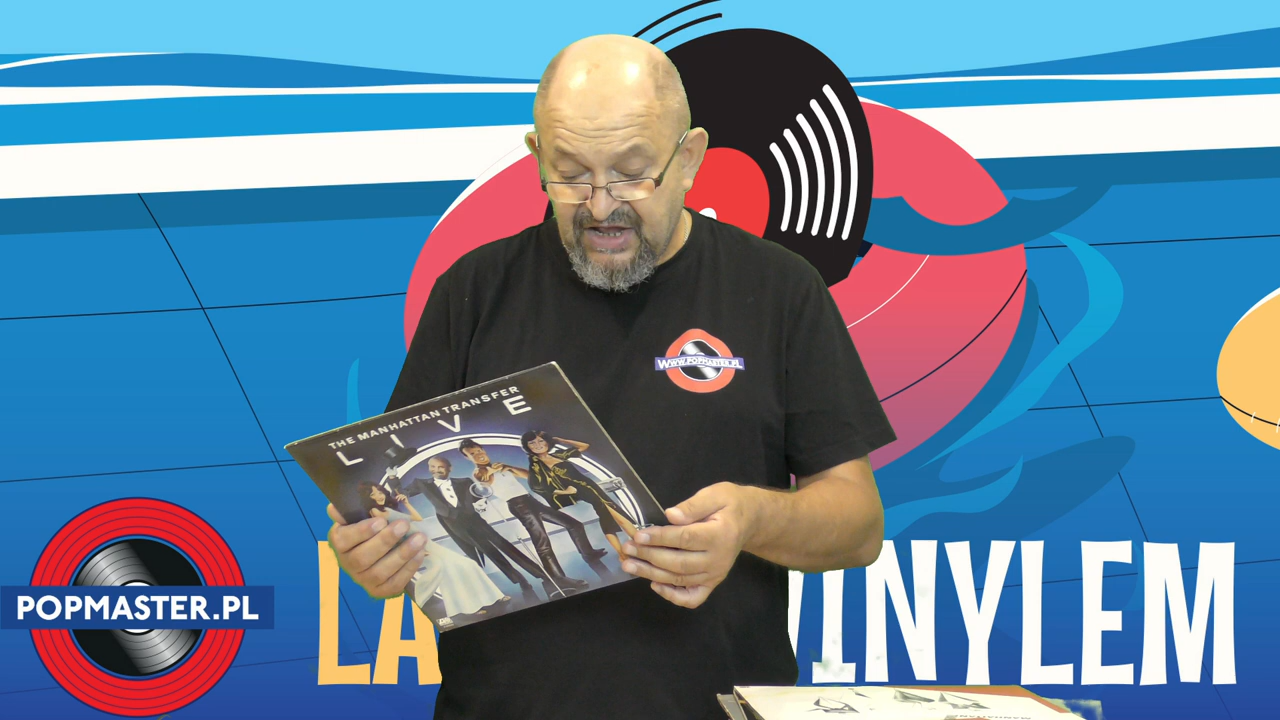 THE MANHATTAN TRANSFER
LIVE
WWW.POPMASTER.PL
POPMASTER.PL
LA VINYLEM